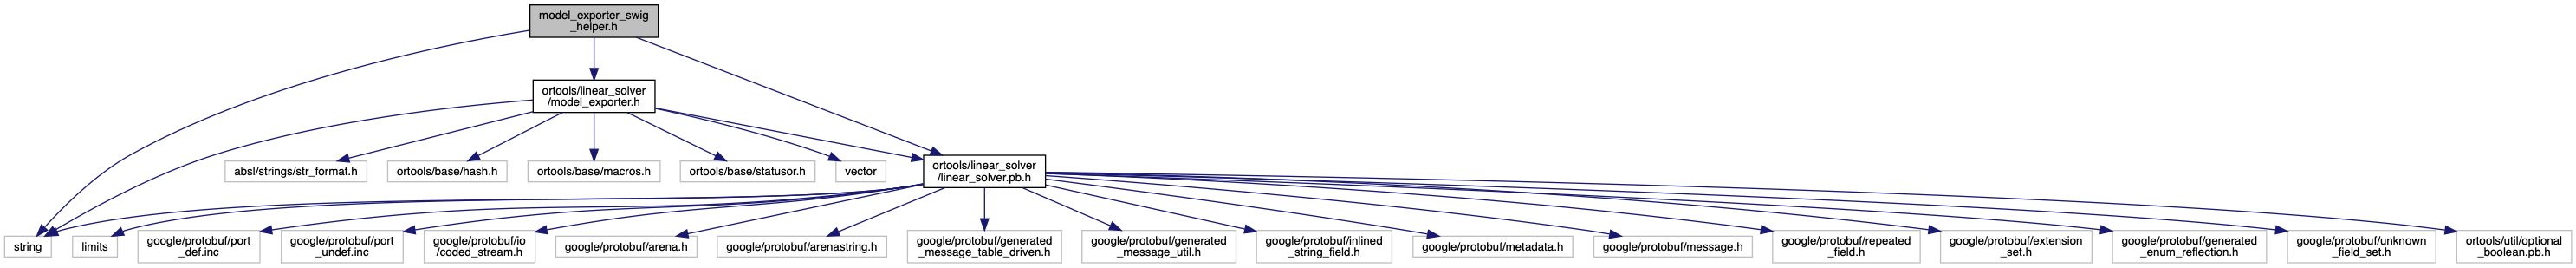 model_exporter_swig
_helper.h
ortools/linear_solver
/model_exporter.h
absl/strings/str_format.h
ortools/base/hash.h
ortools/base/macros.h
ortools/base/statusor.h
vector
ortools/linear_solver
/linear_solver.pb.h
string
limits
google/protobuf/port
_def.inc
google/protobuf/port
_undef.inc
google/protobuf/io
/coded_stream.h
google/protobuf/arena.h
google/protobuf/arenastring.h
google/protobuf/generated
_message_table_driven.h
google/protobuf/generated
_message_util.h
google/protobuf/inlined
_string_field.h
google/protobuf/metadata.h
google/protobuf/message.h
google/protobuf/repeated
_field.h
google/protobuf/extension
_set.h
google/protobuf/generated
_enum_reflection.h
google/protobuf/unknown
_field_set.h
ortools/util/optional
_boolean.pb.h